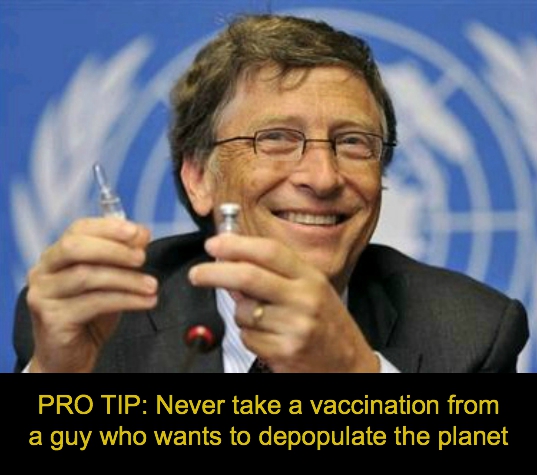 PRO TIP: Never take a vaccination from
a guy who wants to depopulate the planet